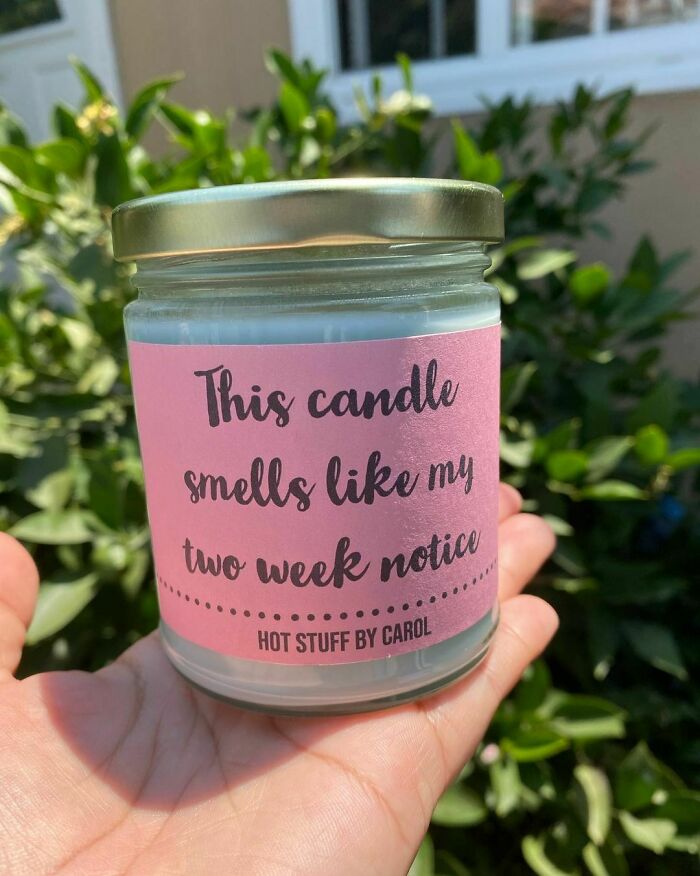 This candle
smells like my
two week notice
HOT STUFF BY CAROL